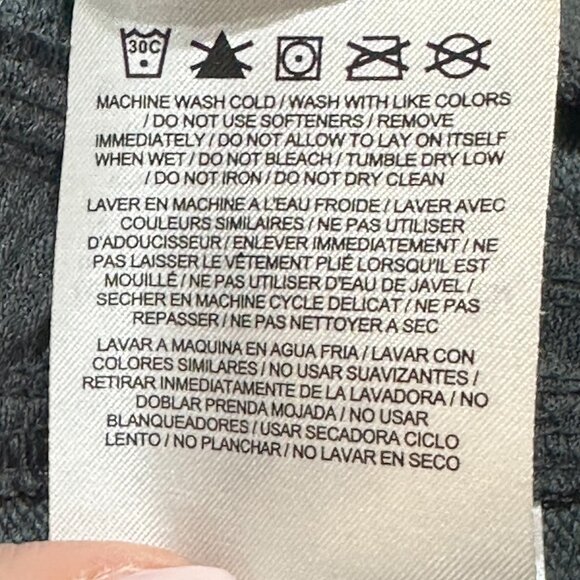 30C
MACHINE WASH COLD / WASH WITH LIKE COLORS
/ DO NOT USE SOFTENERS / REMOVE
IMMEDIATELY / DO NOT ALLOW TO LAY ON ITSELF
WHEN WET / DO NOT BLEACH / TUMBLE DRY LOW
/ DO NOT IRON / DO NOT DRY CLEAN
LAVER EN MACHINE A L'EAU FROIDE / LAVER AVEC
COULEURS SIMILAIRES / NE PAS UTILISER
D'ADOUCISSEUR / ENLEVER IMMEDIATEMENT / NE
PAS LAISSER LE VÊTEMENT PLIÉ LORSQU'IL EST
MOUILLÉ / NE PAS UTILISER D'EAU DE JAVEL /
SECHER EN MACHINE CYCLE DELICAT / NE PAS
REPASSER / NE PAS NETTOYER A SEC
LAVAR A MAQUINA EN AGUA FRIA / LAVAR CON
COLORES SIMILARES / NO USAR SUAVIZANTES /
RETIRAR INMEDIATAMENTE DE LA LAVADORA / NO
DOBLAR PRENDA MOJADA / NO USAR
BLANQUEADORES / USAR SECADORA CICLO
LENTO / NO PLANCHAR / NO LAVAR EN SECO